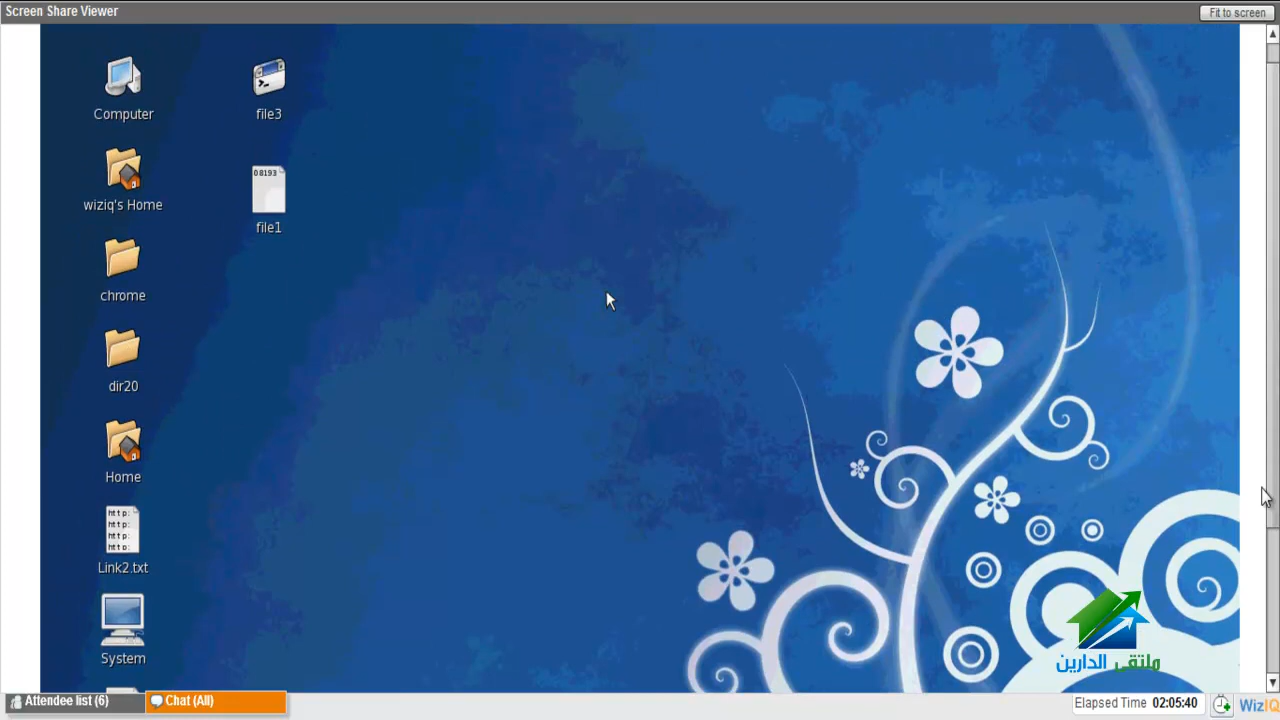 Screen Share Viewer
Fit to screen
Computer
file3
wiziq's Home
08193
file1
chrome
dir20
Home
http:
http:
http:
http:
Link2.txt
System
ملتقى الدارين
Attendee list (6)
Chat (All)
Elapsed Time 02:05:40
WizIQ